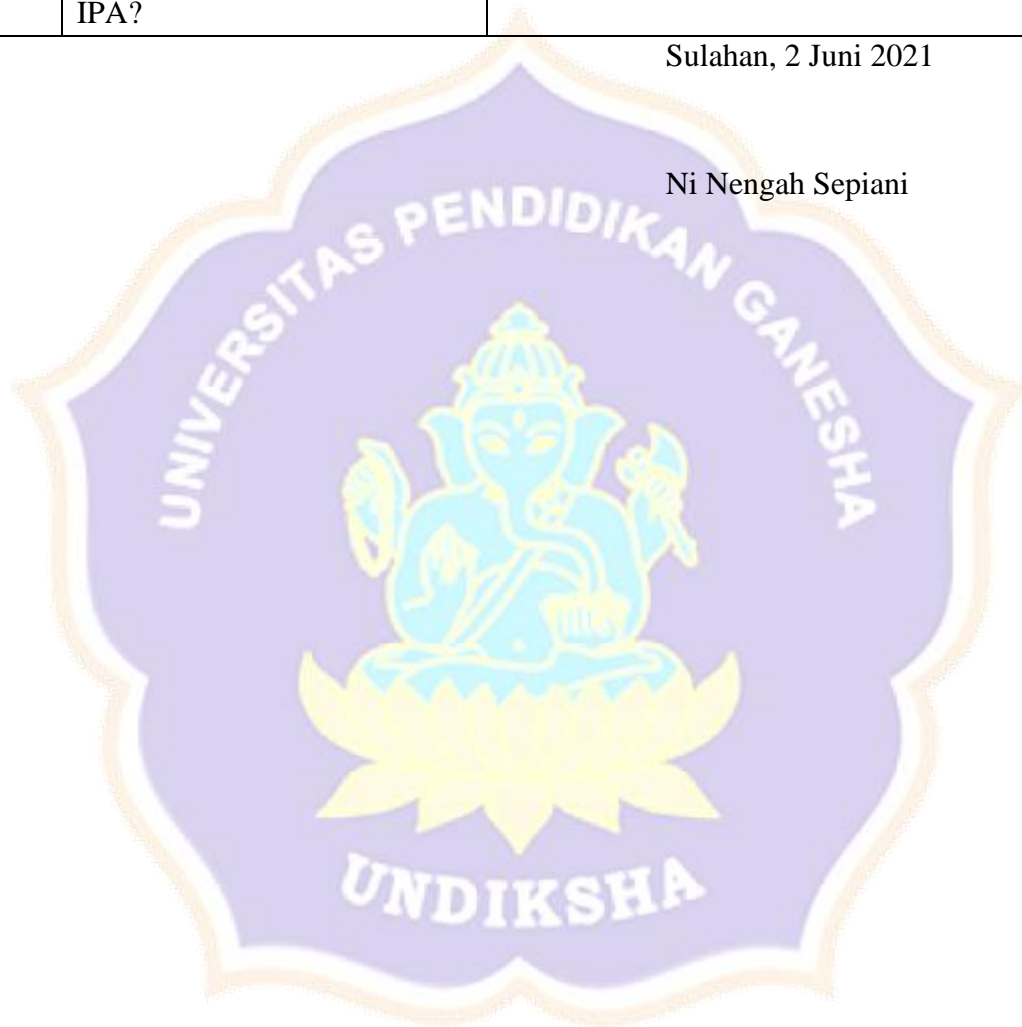 IPA?
Sulahan, 2 Juni 2021
Ni Nengah Sepiani
UNIVERSITAS PENDIDIKAN GANESHA
UNDIKSHA